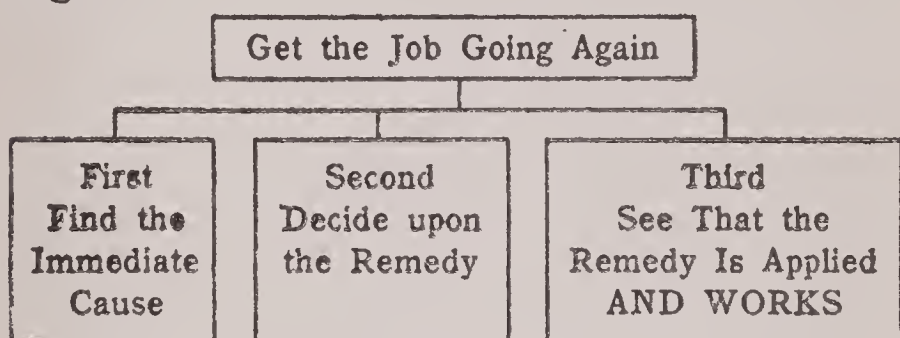 Get the Job Going Again
First
Find the
Immediate
Cause
Second
Decide upon
the Remedy
Third
See That the
Remedy Is Applied
AND WORKS